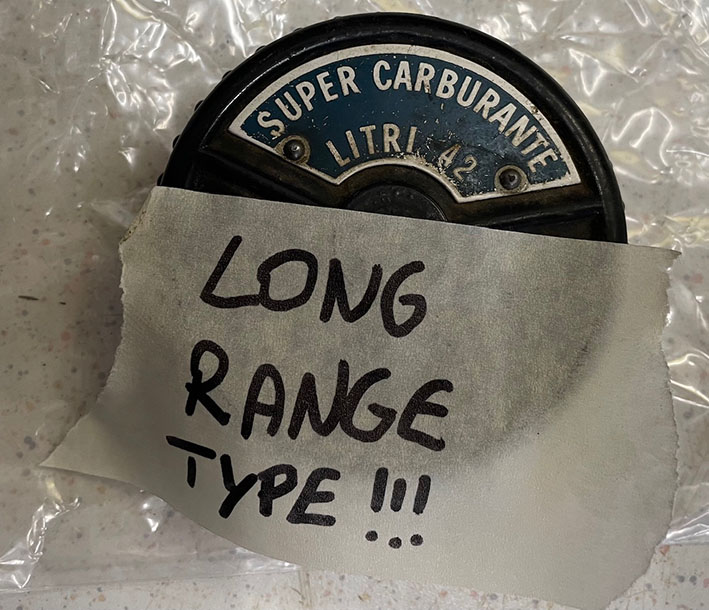 SUPER CARBURANTE
LITRI 42
LONG
RANGE
TYPE !!!